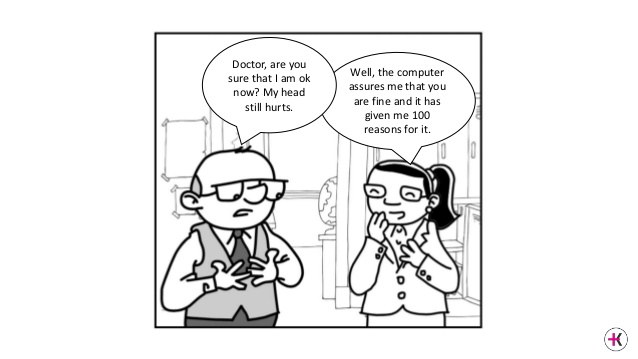 Doctor, are you
sure that I am ok
now? My head
still hurts.
Well, the computer
assures me that you
are fine and it has
given me 100
reasons for it.
K